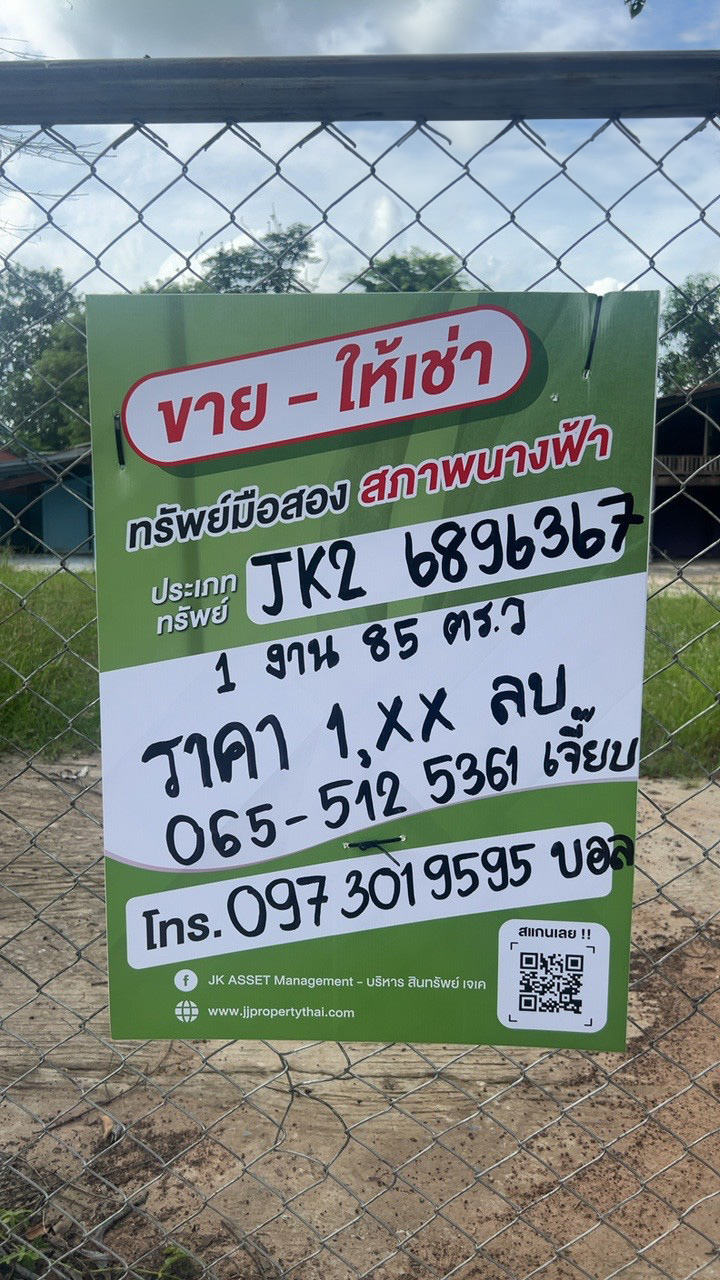 ขาย - ให้เช่า
ทรัพย์มือสอง สภาพนางฟ้า
ประเภท
ทรัพย์
JK2 6896367
1 งาน 85 ตร.ว
ราคา 1,XX ลบ
065-512 5361 เจี๊ยบ
โทร. 097 3019595 บอล
สแกนเลย !!
JK ASSET Management - บริหาร สินทรัพย์ เจเค
www.jjpropertythai.com